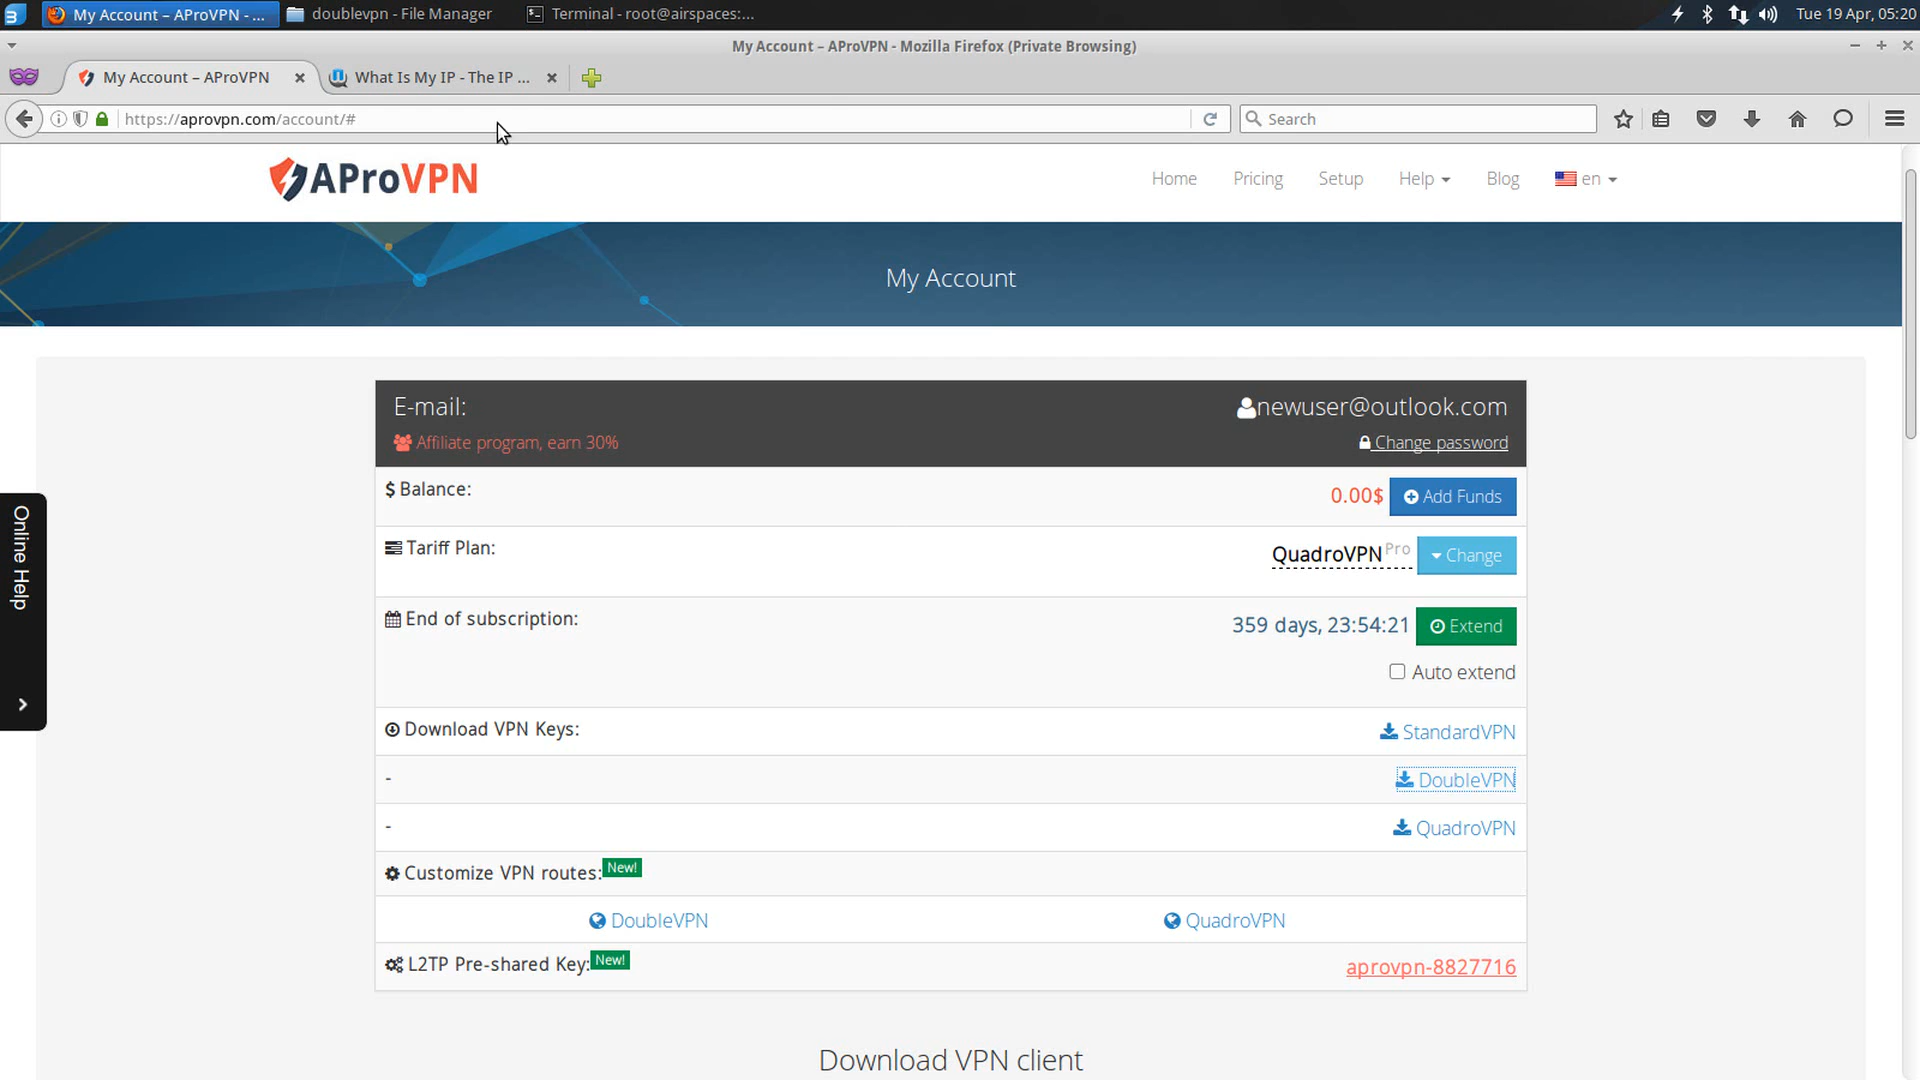 My Account – AProVPN - ...
doublevpn - File Manager
Terminal - root@airspaces:...
Tue 19 Apr, 05:20
My Account – AProVPN - Mozilla Firefox (Private Browsing)
My Account – AProVPN
What Is My IP - The IP ...
https://aprovpn.com/account/#
Search
AProVPN
Home
Pricing
Setup
Help
Blog
en
My Account
E-mail:
newuser@outlook.com
Affiliate program, earn 30%
Change password
$ Balance:
0.00$
Add Funds
Tariff Plan:
QuadroVPN Pro
Change
End of subscription:
359 days, 23:54:21
Extend
Auto extend
Online Help
Download VPN Keys:
StandardVPN
-
DoubleVPN
-
QuadroVPN
Customize VPN routes: New!
DoubleVPN
QuadroVPN
L2TP Pre-shared Key: New!
aprovpn-8827716
Download VPN client